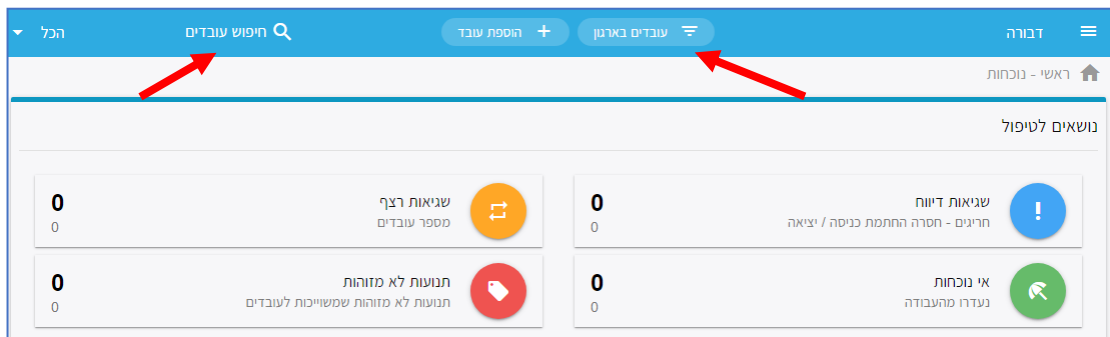 דבורה
עובדים בארגון
הוספת עובד
חיפוש עובדים
הכל
ראשי - נוכחות
נושאים לטיפול
שגיאות דיווח
חריגים - חסרה החתמת כניסה / יציאה
0
0
שגיאות רצף
מספר עובדים
0
0
אי נוכחות
נעדרו מהעבודה
0
0
תנועות לא מזוהות
תנועות לא מזוהות שמשוייכות לעובדים
0
0